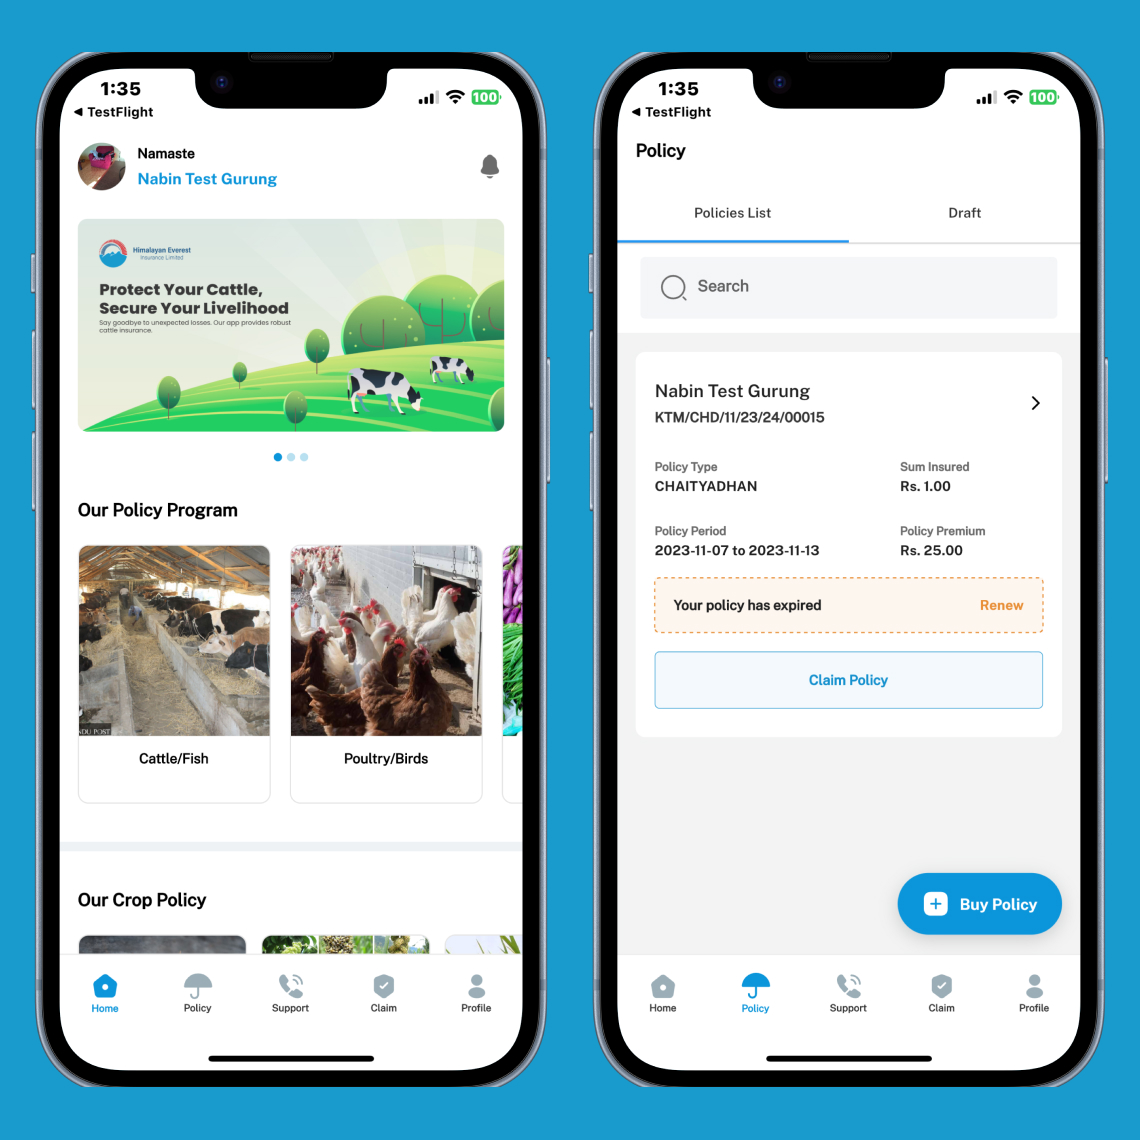 1:35
100
◀ TestFlight
Namaste
Nabin Test Gurung
Himalayan Everest
Insurance Limited
Protect Your Cattle,
Secure Your Livelihood
Say goodbye to unexpected losses. Our app provides robust
cattle insurance.
Our Policy Program
NDU POST
Cattle/Fish
Poultry/Birds
Our Crop Policy
Home
Policy
Support
Claim
Profile
1:35
100
◀ TestFlight
Policy
Policies List
Draft
Search
Nabin Test Gurung
KTM/CHD/11/23/24/00015
Policy Type
Sum Insured
CHAITYADHAN
Rs. 1.00
Policy Period
Policy Premium
2023-11-07 to 2023-11-13
Rs. 25.00
Your policy has expired
Renew
Claim Policy
Buy Policy
Home
Policy
Support
Claim
Profile